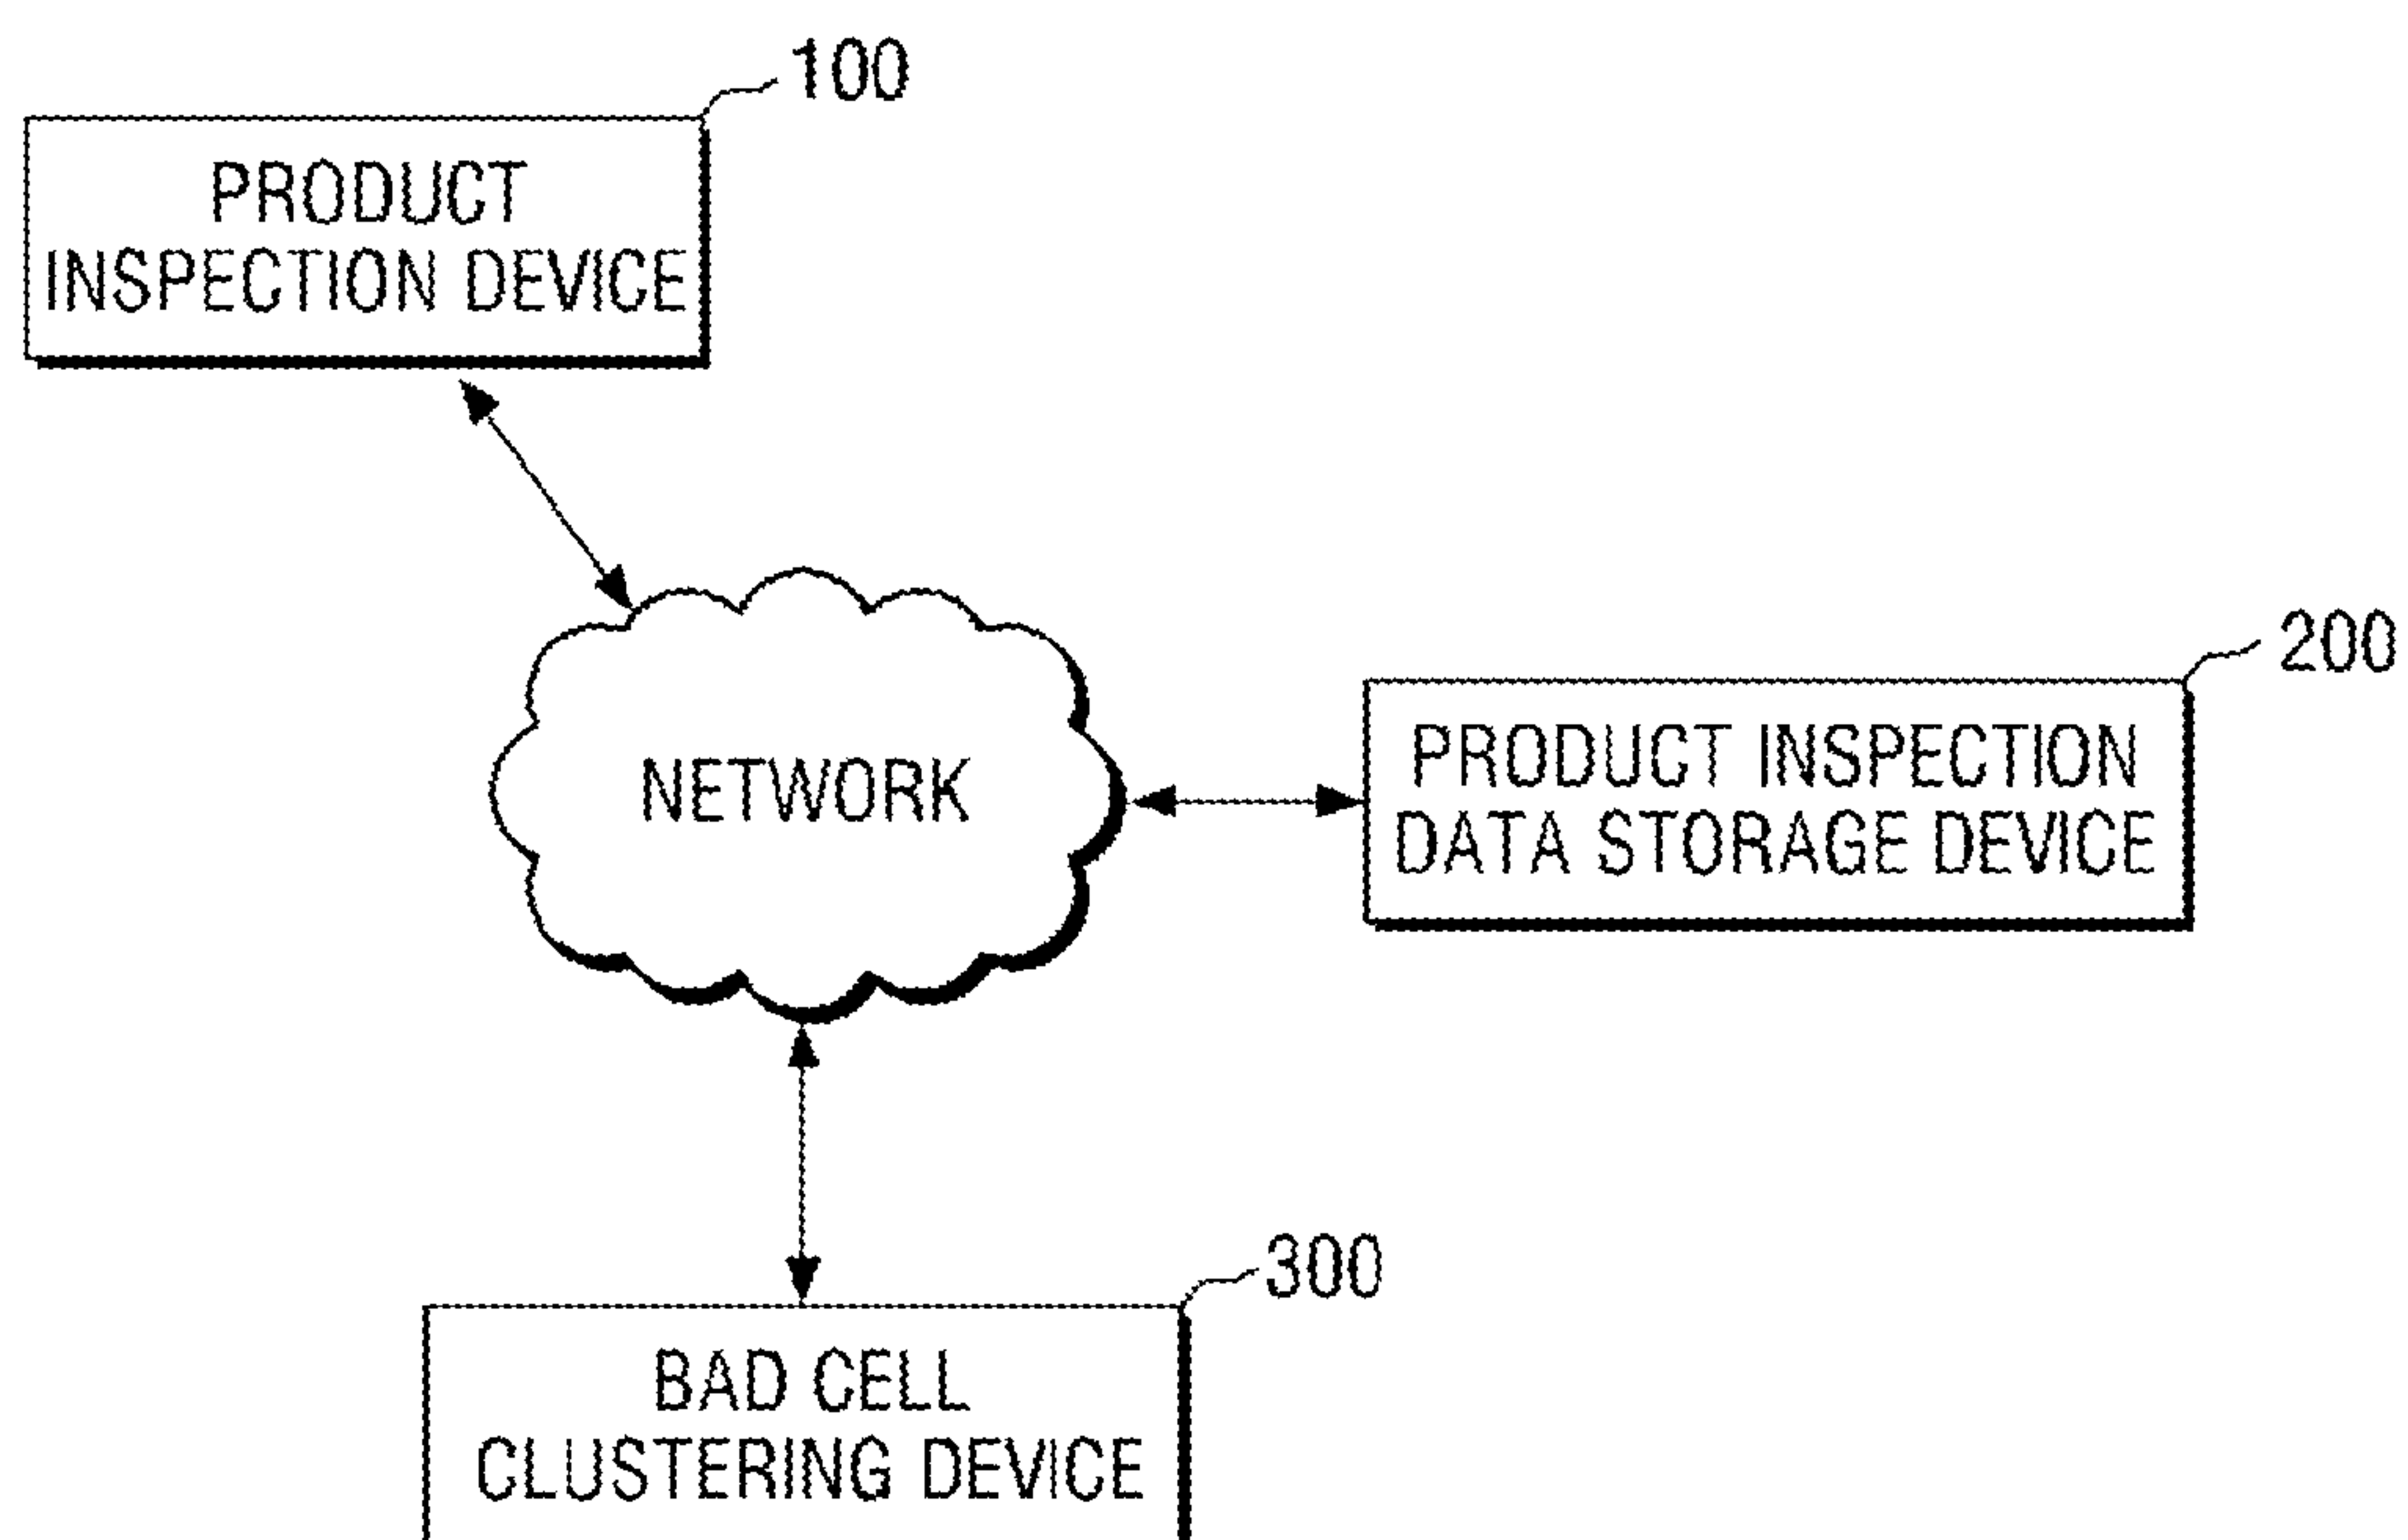 100
PRODUCT
INSPECTION DEVICE
200
NETWORK
PRODUCT INSPECTION
DATA STORAGE DEVICE
300
BAD CELL
CLUSTERING DEVICE